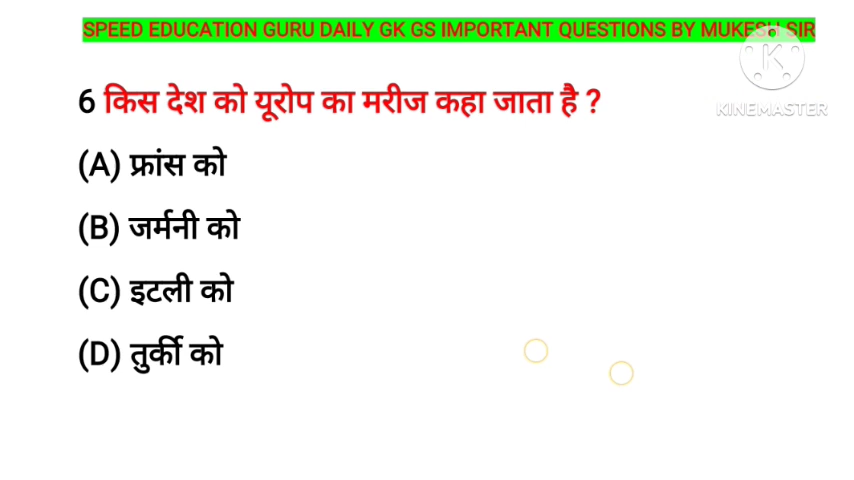 SPEED EDUCATION GURU DAILY GK GS IMPORTANT QUESTIONS BY MUKESH SIR
KINEMASTER
6 किस देश को यूरोप का मरीज कहा जाता है ?
(A) फ्रांस को
(B) जर्मनी को
(C) इटली को
(D) तुर्की को